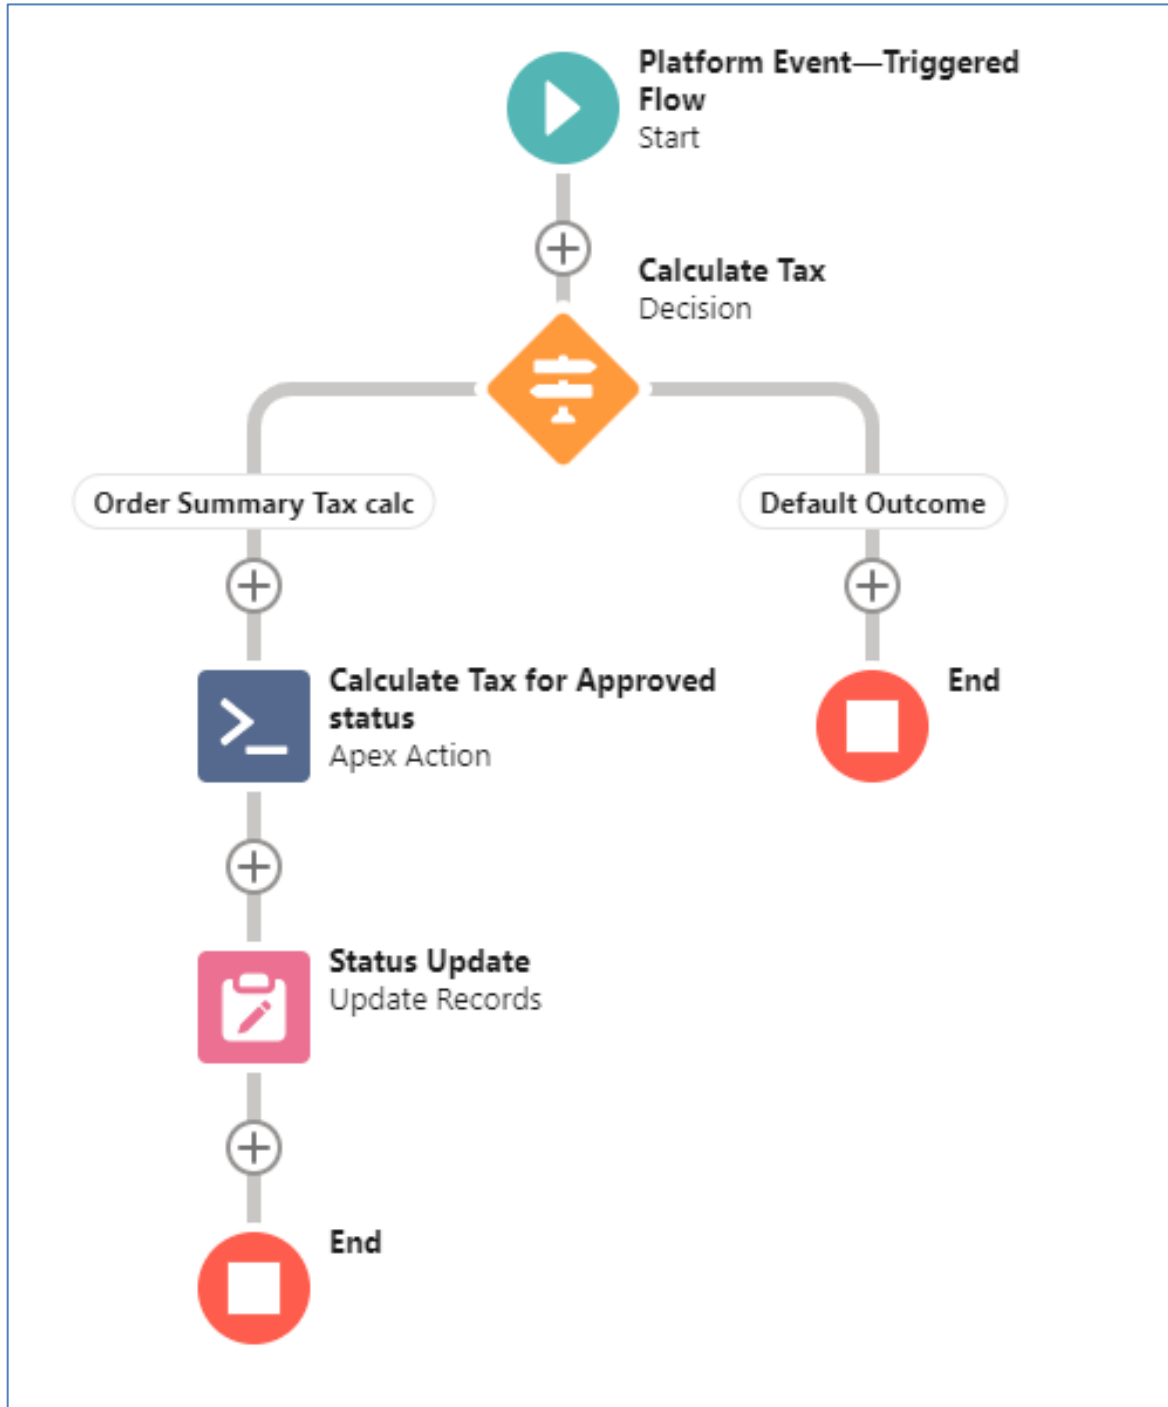 Platform Event—Triggered
Flow
Start
Calculate Tax
Decision
Order Summary Tax calc
Default Outcome
Calculate Tax for Approved
status
Apex Action
End
Status Update
Update Records
End